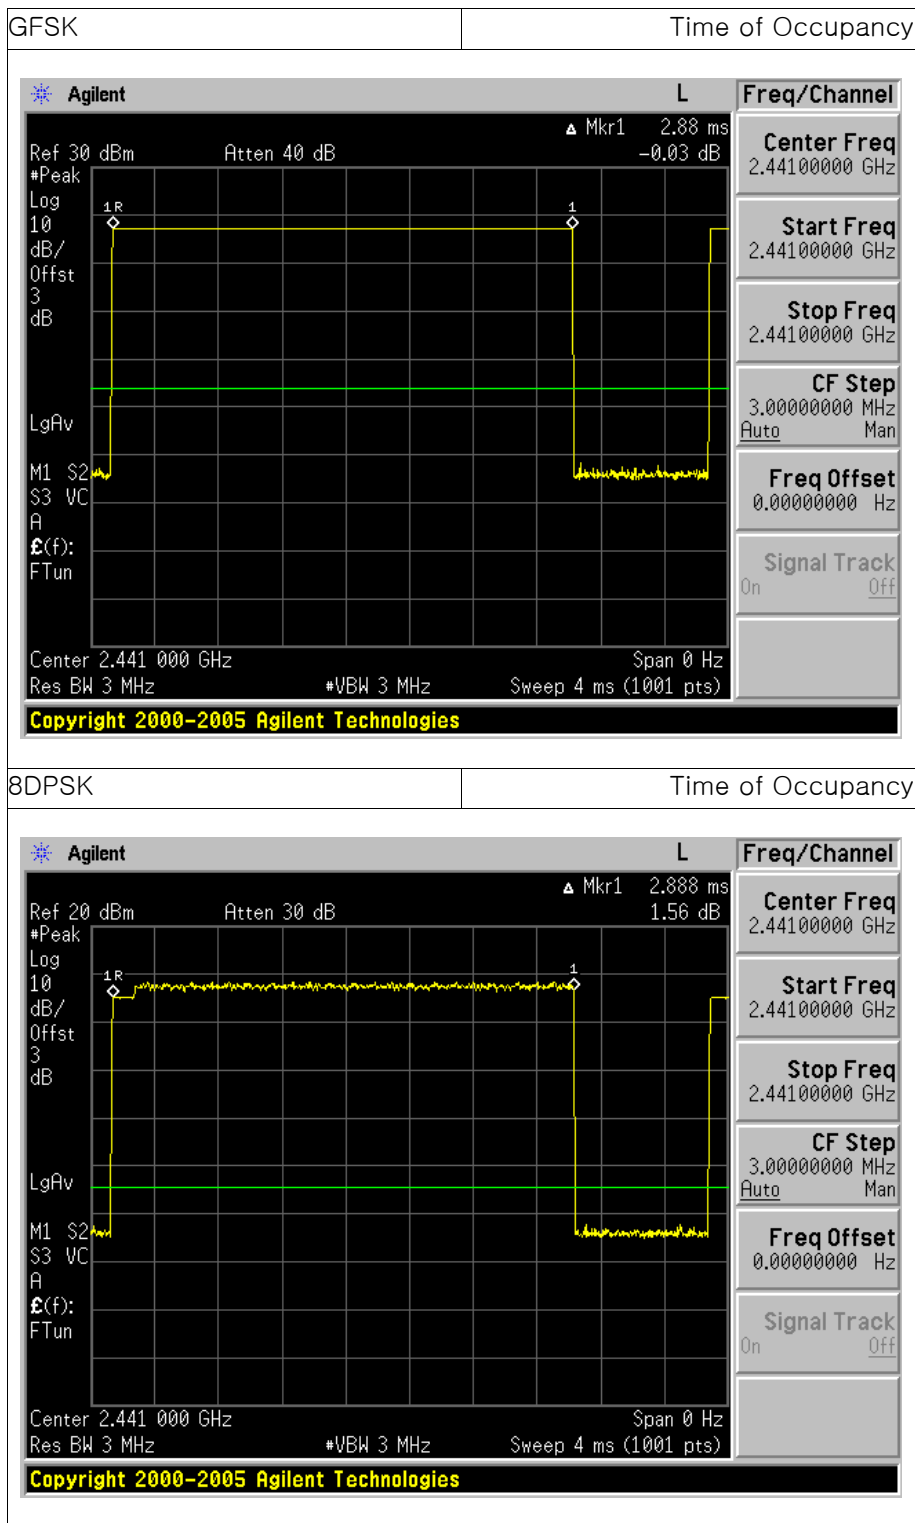 GFSK Time of Occupancy
Agilent L Freq/Channel
▵ Mkr1 2.88 ms
Ref 30 dBm Atten 40 dB -0.03 dB
#Peak
Log
10
dB/
Offst
3
dB
1R 1
LgAv
M1 S2
S3 VC
A
£(f):
FTun
Center 2.441 000 GHz Span 0 Hz
Res BW 3 MHz #VBW 3 MHz Sweep 4 ms (1001 pts)
Center Freq
2.44100000 GHz
Start Freq
2.44100000 GHz
Stop Freq
2.44100000 GHz
CF Step
3.00000000 MHz
Auto Man
Freq Offset
0.00000000 Hz
Signal Track
On Off
Copyright 2000-2005 Agilent Technologies
8DPSK Time of Occupancy
Agilent L Freq/Channel
▵ Mkr1 2.888 ms
Ref 20 dBm Atten 30 dB 1.56 dB
#Peak
Log
10
dB/
Offst
3
dB
1R 1
LgAv
M1 S2
S3 VC
A
£(f):
FTun
Center 2.441 000 GHz Span 0 Hz
Res BW 3 MHz #VBW 3 MHz Sweep 4 ms (1001 pts)
Center Freq
2.44100000 GHz
Start Freq
2.44100000 GHz
Stop Freq
2.44100000 GHz
CF Step
3.00000000 MHz
Auto Man
Freq Offset
0.00000000 Hz
Signal Track
On Off
Copyright 2000-2005 Agilent Technologies